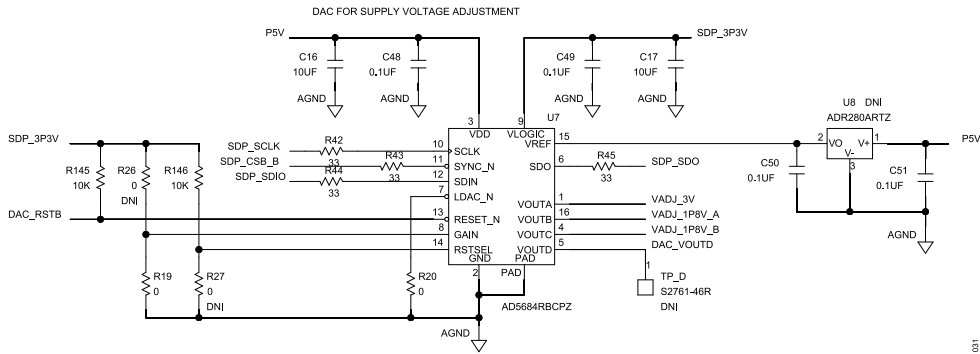 DAC FOR SUPPLY VOLTAGE ADJUSTMENT
P5V
SDP_3P3V
C16
10UF
C48
0.1UF
C49
0.1UF
C17
10UF
AGND
AGND
AGND
AGND
U8 DNI
ADR280ARTZ
3
9
U7
VDD
VLOGIC
SDP_3P3V
SDP_SCLK
R42
33
10
SCLK
VREF
15
2
VO
V+
1
P5V
V-
3
SDP_CSB_B
R43
33
11
SYNC_N
SDO
6
R45
33
SDP_SDO
C50
0.1UF
C51
0.1UF
SDP_SDIO
R44
33
12
SDIN
R145
10K
R26
0
DNI
R146
10K
7
LDAC_N
VOUTA
1
VADJ_3V
DAC_RSTB
13
RESET_N
VOUTB
16
VADJ_1P8V_A
8
GAIN
VOUTC
4
VADJ_1P8V_B
14
RSTSEL
VOUTD
5
DAC_VOUTD
AGND
GND
PAD
2
PAD
R19
0
R27
0
DNI
R20
0
1
TP_D
S2761-46R
DNI
AD5684RBCPZ
AGND
031